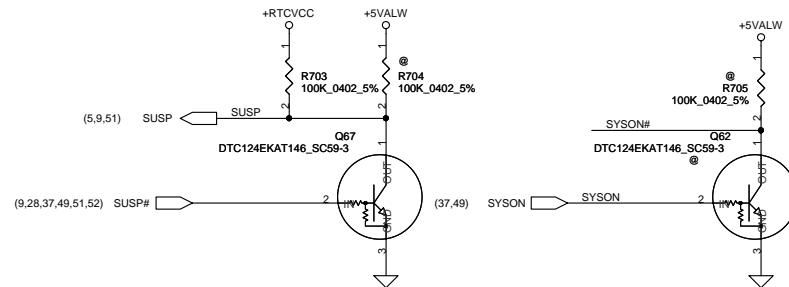 +RTCVCC
+5VALW
1
1
@
R703
100K_0402_5%
R704
100K_0402_5%
2
2
(5,9,51) SUSP
SUSP
1
Q67
DTC124EKAT146_SC59-3
OUT
(9,28,37,49,51,52) SUSP#
2
IN
GND
3
+5VALW
1
@
R705
100K_0402_5%
2
SYSON#
1
Q62
DTC124EKAT146_SC59-3
@
OUT
(37,49) SYSON
SYSON
2
IN
GND
3